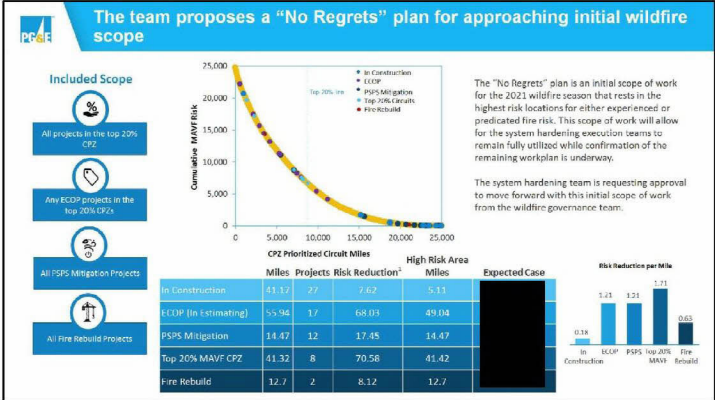 PG&E
The team proposes a "No Regrets" plan for approaching initial wildfire
scope
Included Scope
All projects in the top 20%
CPZ
Any ECOP projects in the
top 20% CPZs
All PSPS Mitigation Projects
All Fire Rebuild Projects
Cumulative MAVF Risk
25,000
20,000
15,000
10,000
5,000
0
0
5,000
10,000
15,000
20,000
25,000
CPZ Prioritized Circuit Miles
Top 20% line
In Construction
ECOP
PSPS Mitigation
Top 20% Circuits
Fire Rebuild
The "No Regrets" plan is an initial scope of work
for the 2021 wildfire season that rests in the
highest risk locations for either experienced or
predicated fire risk. This scope of work will allow
for the system hardening execution teams to
remain fully utilized while confirmation of the
remaining workplan is underway.
The system hardening team is requesting approval
to move forward with this initial scope of work
from the wildfire governance team.
High Risk Area
Miles Projects Risk Reduction¹ Miles Expected Case
In Construction 41.17 27 7.62 5.11
ECOP (In Estimating) 55.94 17 68.03 49.04
PSPS Mitigation 14.47 12 17.45 14.47
Top 20% MAVF CPZ 41.32 8 70.58 41.42
Fire Rebuild 12.7 2 8.12 12.7
Risk Reduction per Mile
0.18
1.21
1.21
1.71
0.63
In
Construction
ECOP
PSPS
Top 20%
MAVF
Fire
Rebuild